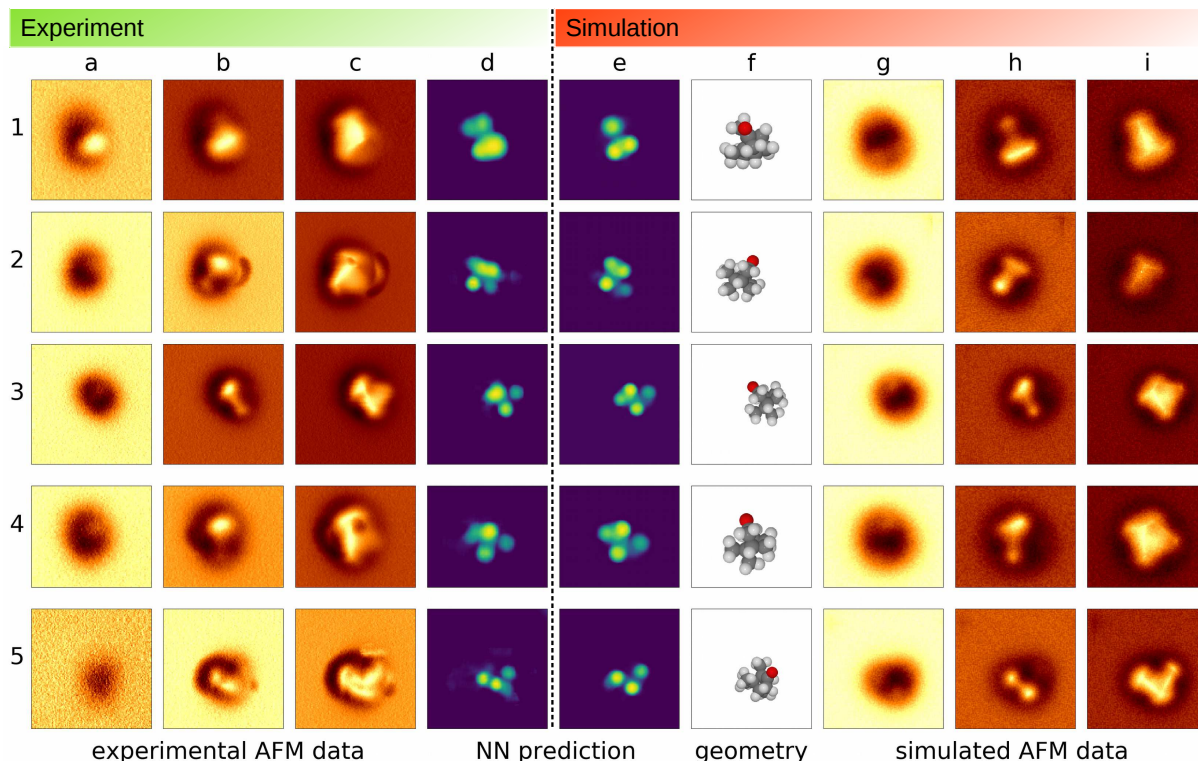 Experiment Simulation
a b c d e f g h i
1
2
3
4
5
experimental AFM data NN prediction geometry simulated AFM data